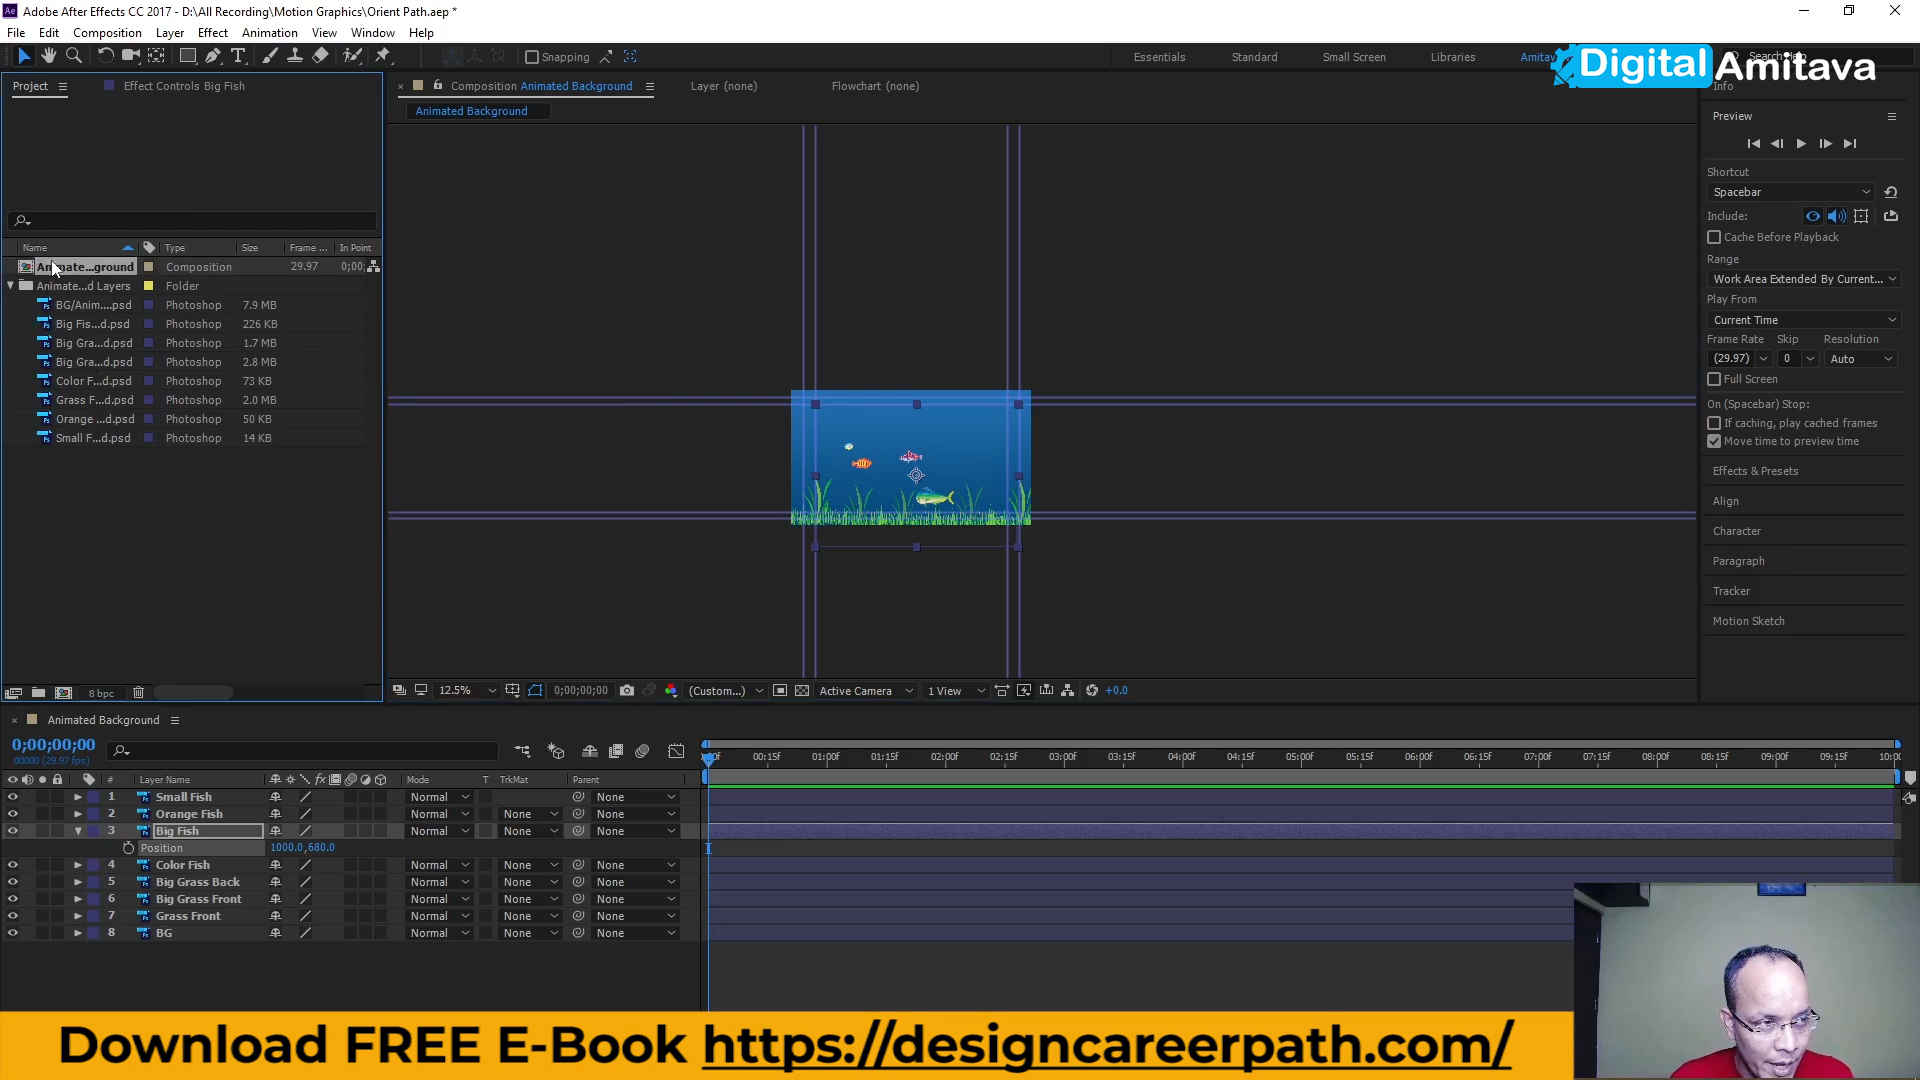 Adobe After Effects CC 2017 - D:\All Recording\Motion Graphics\Orient Path.aep *
File Edit Composition Layer Effect Animation View Window Help
Snapping
Essentials Standard Small Screen Libraries Amitav
Digital Amitava
Project Effect Controls Big Fish
Composition Animated Background Layer (none) Flowchart (none)
Info
Animated Background
Preview
Shortcut
Spacebar
Include:
Cache Before Playback
Range
Work Area Extended By Current...
Play From
Current Time
Frame Rate Skip Resolution
(29.97) 0 Auto
Full Screen
On (Spacebar) Stop:
If caching, play cached frames
Move time to preview time
Effects & Presets
Align
Character
Paragraph
Tracker
Motion Sketch
Name Type Size Frame ... In Point
Animate...ground Composition 29.97 0;00;
Animate...d Layers Folder
BG/Anim....psd Photoshop 7.9 MB
Big Fis...d.psd Photoshop 226 KB
Big Gra...d.psd Photoshop 1.7 MB
Big Gra...d.psd Photoshop 2.8 MB
Color F...d.psd Photoshop 73 KB
Grass F...d.psd Photoshop 2.0 MB
Orange ...d.psd Photoshop 50 KB
Small F...d.psd Photoshop 14 KB
8 bpc
12.5% 0;00;00;00 (Custom...) Active Camera 1 View +0.0
Animated Background
0;00;00;00
00000 (29.97 fps)
00:15f 01:00f 01:15f 02:00f 02:15f 03:00f 03:15f 04:00f 04:15f 05:00f 05:15f 06:00f 06:15f 07:00f 07:15f 08:00f 08:15f 09:00f 09:15f 10:00
# Layer Name fx Mode T TrkMat Parent
1 Small Fish Normal None
2 Orange Fish Normal None None
3 Big Fish Normal None None
Position 1000.0,680.0
4 Color Fish Normal None None
5 Big Grass Back Normal None None
6 Big Grass Front Normal None None
7 Grass Front Normal None None
8 BG Normal None None
Download FREE E-Book https://designcareerpath.com/